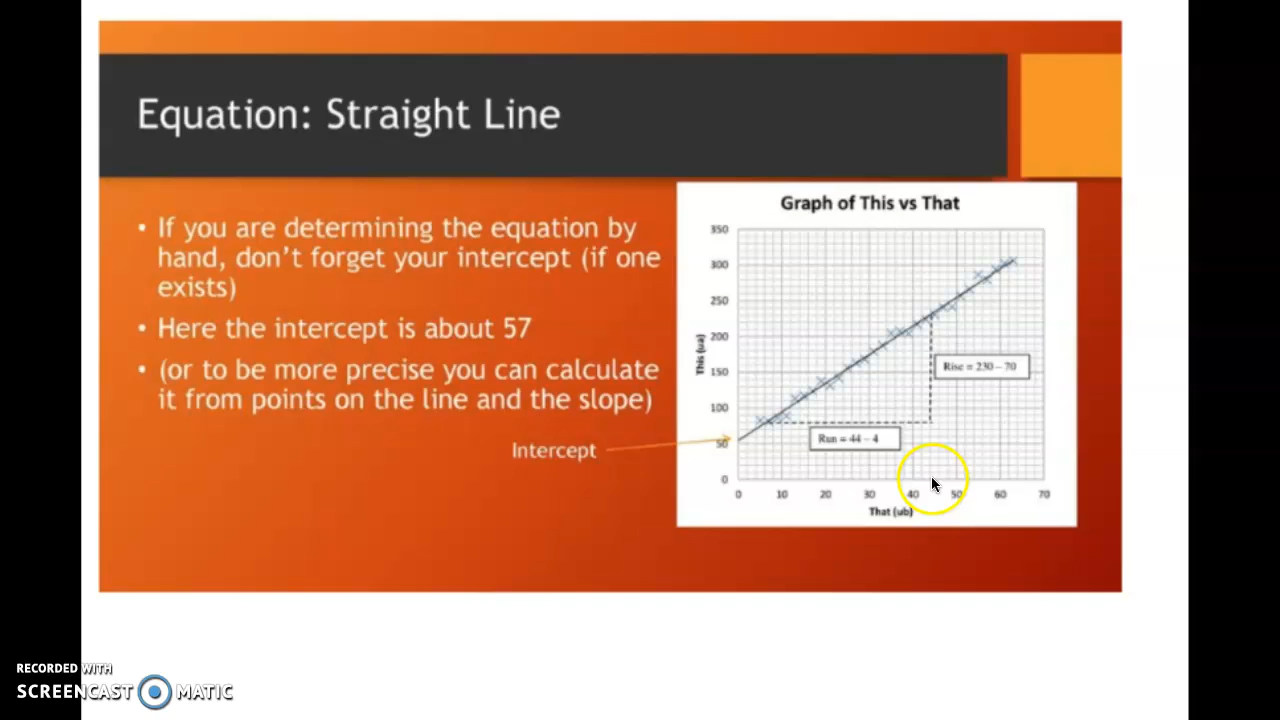 Equation: Straight Line
• If you are determining the equation by
hand, don't forget your intercept (if one
exists)
• Here the intercept is about 57
• (or to be more precise you can calculate
it from points on the line and the slope)
Intercept
Graph of This vs That
350
300
250
200
150
100
50
0
This (ua)
Rise = 230 – 70
Run = 44 – 4
0 10 20 30 40 50 60 70
That (ub)
RECORDED WITH
SCREENCAST MATIC